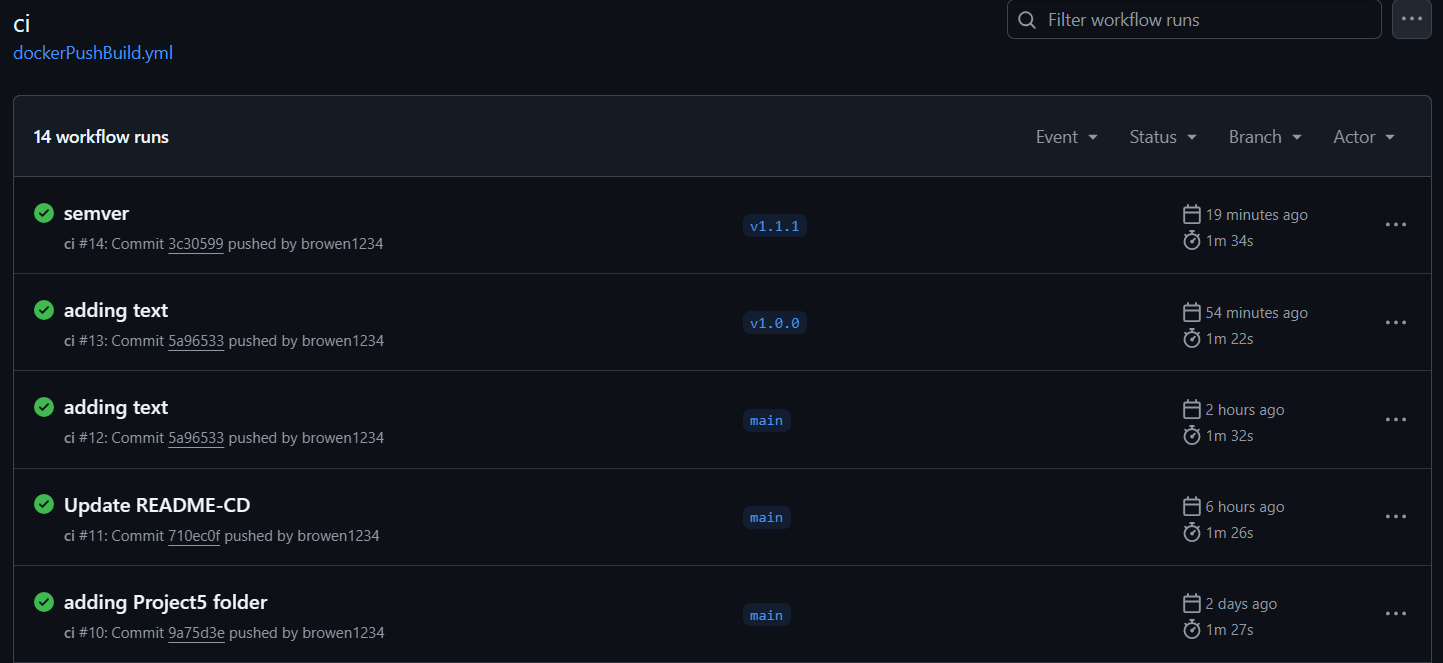 ci
Filter workflow runs
dockerPushBuild.yml
14 workflow runs
Event Status Branch Actor
semver
v1.1.1
19 minutes ago
ci #14: Commit 3c30599 pushed by browen1234
1m 34s
adding text
v1.0.0
54 minutes ago
ci #13: Commit 5a96533 pushed by browen1234
1m 22s
adding text
main
2 hours ago
ci #12: Commit 5a96533 pushed by browen1234
1m 32s
Update README-CD
main
6 hours ago
ci #11: Commit 710ec0f pushed by browen1234
1m 26s
adding Project5 folder
main
2 days ago
ci #10: Commit 9a75d3e pushed by browen1234
1m 27s